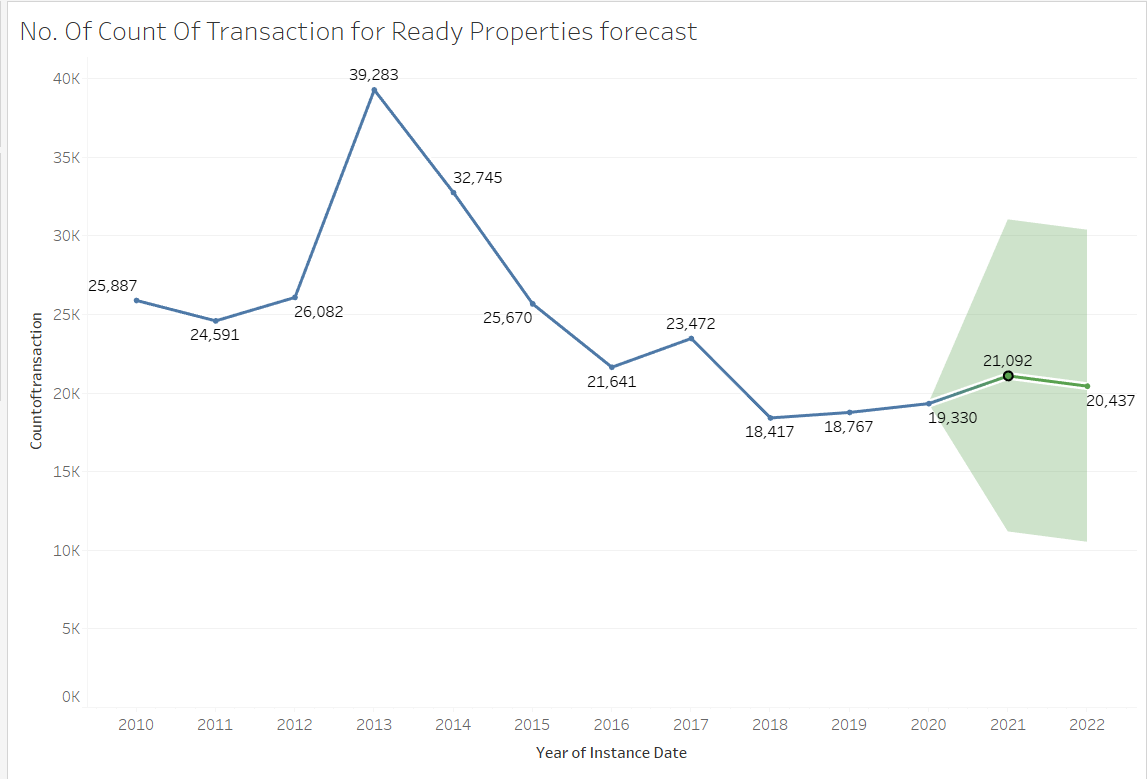 No. Of Count Of Transaction for Ready Properties forecast
40K
39,283
35K
32,745
30K
25,887
26,082
25K
24,591
25,670
23,472
21,641
21,092
20K
20,437
19,330
18,417
18,767
15K
10K
5K
0K
Countoftransaction
2010 2011 2012 2013 2014 2015 2016 2017 2018 2019 2020 2021 2022
Year of Instance Date